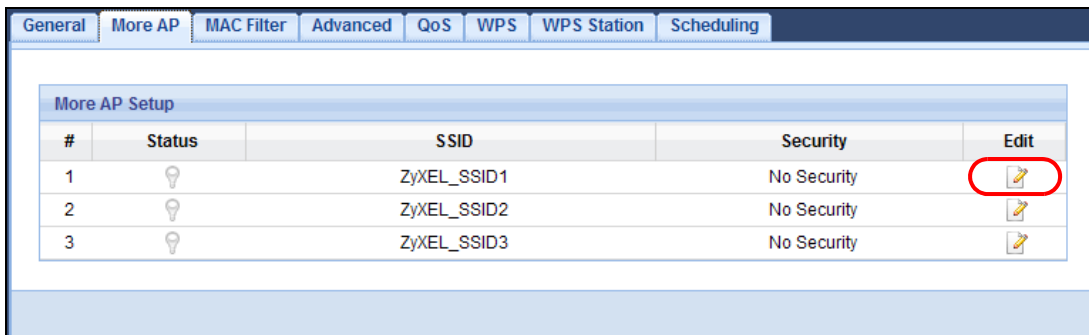 General More AP MAC Filter Advanced QoS WPS WPS Station Scheduling
More AP Setup
# Status SSID Security Edit
1 ZyXEL_SSID1 No Security
2 ZyXEL_SSID2 No Security
3 ZyXEL_SSID3 No Security